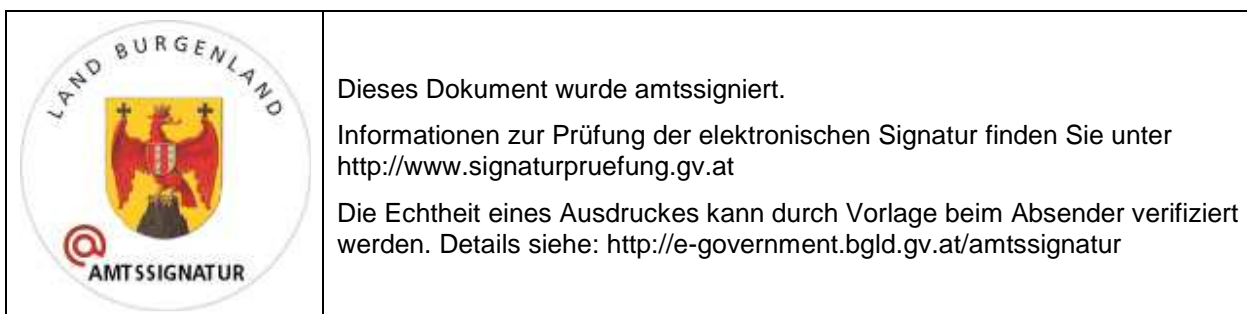 LAND BURGENLAND
@
AMTSSIGNATUR
Dieses Dokument wurde amtssigniert.
Informationen zur Prüfung der elektronischen Signatur finden Sie unter
http://www.signaturpruefung.gv.at
Die Echtheit eines Ausdruckes kann durch Vorlage beim Absender verifiziert
werden. Details siehe: http://e-government.bgld.gv.at/amtssignatur